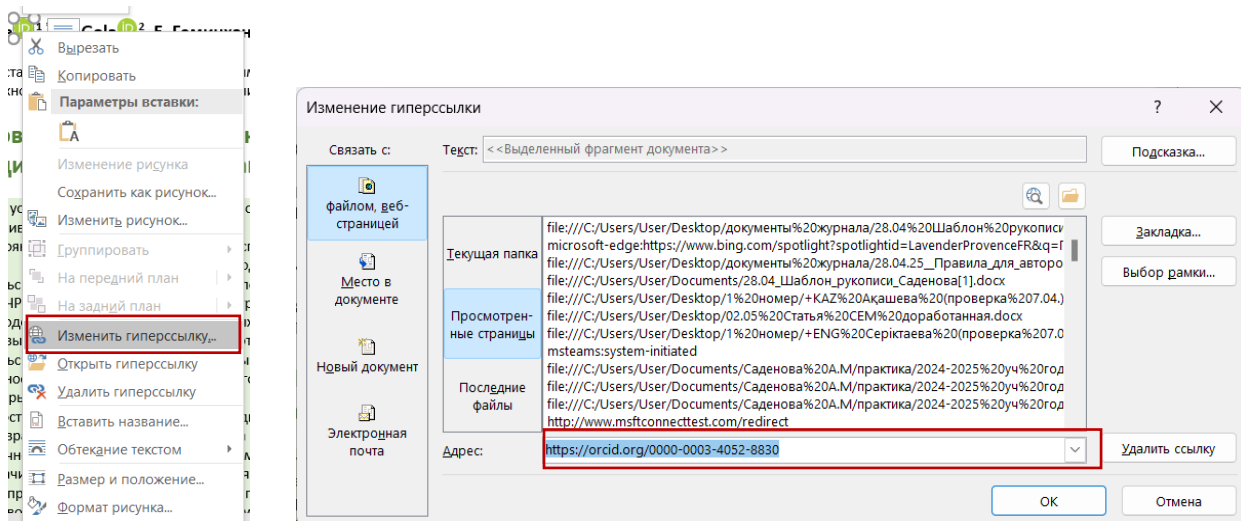 Вырезать
Копировать
Параметры вставки:
Изменение рисунка
Сохранить как рисунок...
Изменить рисунок...
Группировать
На передний план
На задний план
Изменить гиперссылку...
Открыть гиперссылку
Удалить гиперссылку
Вставить название...
Обтекание текстом
Размер и положение...
Формат рисунка...
Изменение гиперссылки
? X
Связать с:
Текст: <<Выделенный фрагмент документа>>
Подсказка...
файлом, веб-
страницей
Место в
документе
Новый документ
Электронная
почта
Текущая папка
Просмотрен-
ные страницы
Последние
файлы
file:///C:/Users/User/Desktop/документы%20журнала/28.04%20Шаблон%20рукописи
microsoft-edge:https://www.bing.com/spotlight?spotlightid=LavenderProvenceFR&q=
file:///C:/Users/User/Desktop/документы%20журнала/28.04.25__Правила_для_авторо
file:///C:/Users/User/Documents/28.04_Шаблон_рукописи_Саденова[1].docx
file:///C:/Users/User/Desktop/1%20номер/+KAZ%20Ақашева%20(проверка%207.04.)
file:///C:/Users/User/Desktop/02.05%20Статья%20СЕМ%20доработанная.docx
file:///C:/Users/User/Desktop/1%20номер/+ENG%20Серіктаева%20(проверка%207.0
msteams:system-initiated
file:///C:/Users/User/Documents/Саденова%20А.М/практика/2024-2025%20уч%20год
file:///C:/Users/User/Documents/Саденова%20А.М/практика/2024-2025%20уч%20год
file:///C:/Users/User/Documents/Саденова%20А.М/практика/2024-2025%20уч%20год
http://www.msftconnecttest.com/redirect
Закладка...
Выбор рамки...
Адрес: https://orcid.org/0000-0003-4052-8830
Удалить ссылку
ОК
Отмена